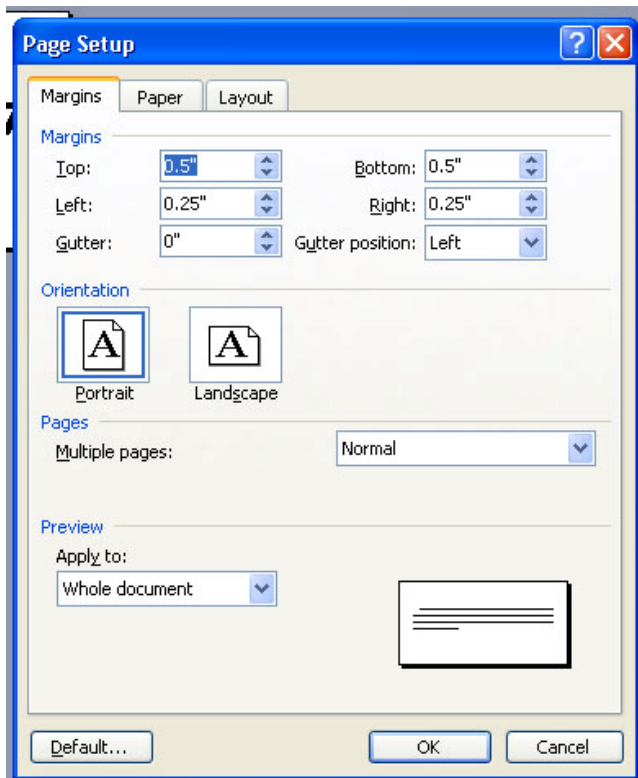 Page Setup
Margins Paper Layout
Margins
Top: 0.5" Bottom: 0.5"
Left: 0.25" Right: 0.25"
Gutter: 0" Gutter position: Left
Orientation
A A
Portrait Landscape
Pages
Multiple pages: Normal
Preview
Apply to:
Whole document
Default... OK Cancel